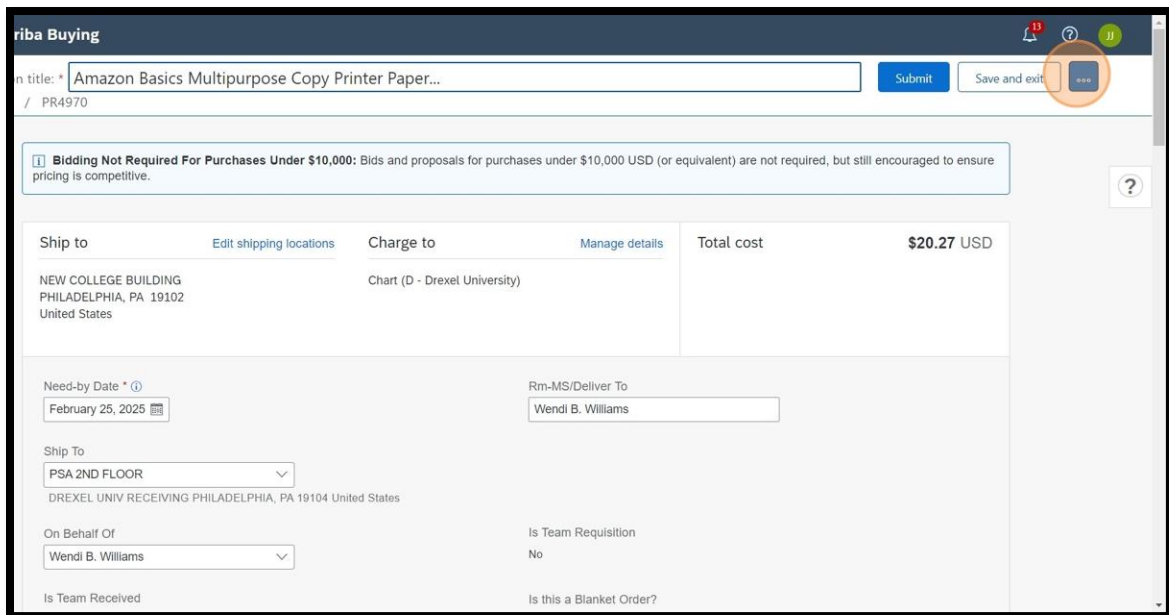 riba Buying
13
JJ
n title: * Amazon Basics Multipurpose Copy Printer Paper...
Submit
Save and exit
/ PR4970
Bidding Not Required For Purchases Under $10,000: Bids and proposals for purchases under $10,000 USD (or equivalent) are not required, but still encouraged to ensure
pricing is competitive.
?
Ship to
Edit shipping locations
Charge to
Manage details
Total cost
$20.27 USD
NEW COLLEGE BUILDING
PHILADELPHIA, PA 19102
United States
Chart (D - Drexel University)
Need-by Date *
Rm-MS/Deliver To
February 25, 2025
Wendi B. Williams
Ship To
PSA 2ND FLOOR
DREXEL UNIV RECEIVING PHILADELPHIA, PA 19104 United States
On Behalf Of
Is Team Requisition
Wendi B. Williams
No
Is Team Received
Is this a Blanket Order?